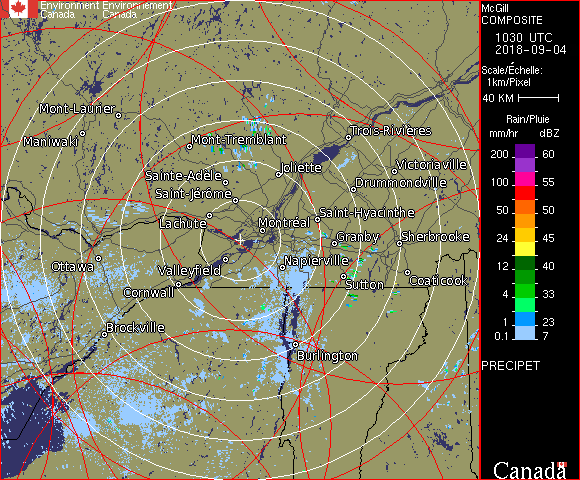 Environment Environnement
Canada Canada
McGill
COMPOSITE
1030 UTC
2018-09-04
Scale/Échelle:
1km/Pixel
40 KM
Rain/Pluie
mm/hr dBZ
200 60
100 55
75 53
50 50
24 45
12 40
4 33
1 23
0.1 7
PRECIPET
Canada
Mont-Laurier
Maniwaki
Mont-Tremblant
Trois-Rivières
Sainte-Adèle
Joliette
Victoriaville
Saint-Jérôme
Drummondville
Lachute
Montréal
Saint-Hyacinthe
Granby
Sherbrooke
Ottawa
Valleyfield
Napierville
Cornwall
Sutton
Coaticook
Brockville
Burlington